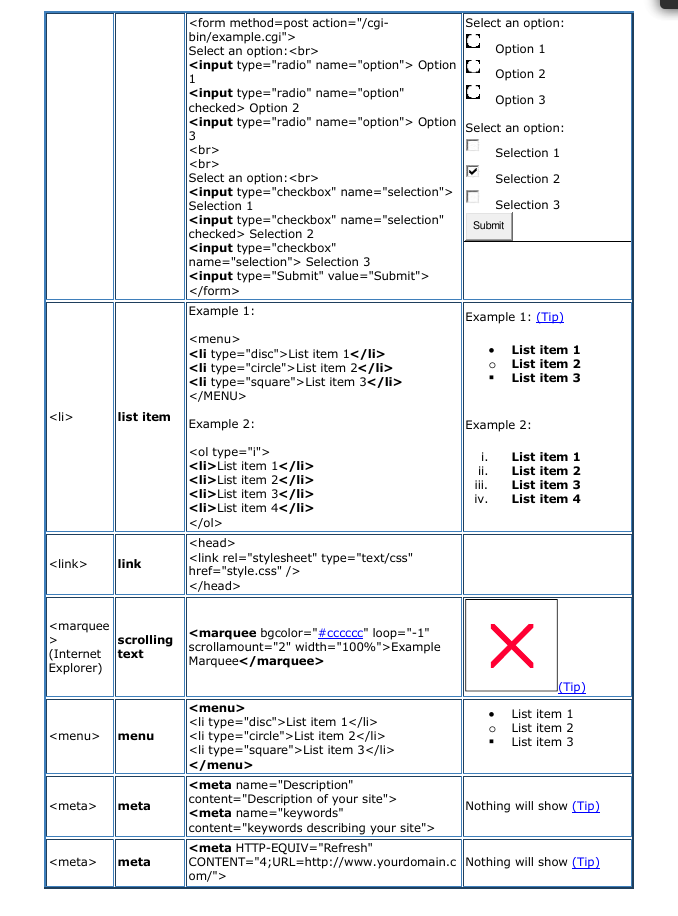 <form method=post action="/cgi-
bin/example.cgi">
Select an option:<br>
<input type="radio" name="option"> Option
1
<input type="radio" name="option"
checked> Option 2
<input type="radio" name="option"> Option
3
<br>
<br>
Select an option:<br>
<input type="checkbox" name="selection">
Selection 1
<input type="checkbox" name="selection"
checked> Selection 2
<input type="checkbox"
name="selection"> Selection 3
<input type="Submit" value="Submit">
</form>
Select an option:
Option 1
Option 2
Option 3
Select an option:
Selection 1
Selection 2
Selection 3
Submit
<li>
list item
Example 1:
<menu>
<li type="disc">List item 1</li>
<li type="circle">List item 2</li>
<li type="square">List item 3</li>
</MENU>
Example 2:
<ol type="i">
<li>List item 1</li>
<li>List item 2</li>
<li>List item 3</li>
<li>List item 4</li>
</ol>
Example 1: (Tip)
• List item 1
o List item 2
▪ List item 3
Example 2:
i. List item 1
ii. List item 2
iii. List item 3
iv. List item 4
<link>
link
<head>
<link rel="stylesheet" type="text/css"
href="style.css" />
</head>
<marquee
>
(Internet
Explorer)
scrolling
text
<marquee bgcolor="#cccccc" loop="-1"
scrollamount="2" width="100%">Example
Marquee</marquee>
(Tip)
<menu>
menu
<menu>
<li type="disc">List item 1</li>
<li type="circle">List item 2</li>
<li type="square">List item 3</li>
</menu>
• List item 1
o List item 2
▪ List item 3
<meta>
meta
<meta name="Description"
content="Description of your site">
<meta name="keywords"
content="keywords describing your site">
Nothing will show (Tip)
<meta>
meta
<meta HTTP-EQUIV="Refresh"
CONTENT="4;URL=http://www.yourdomain.c
om/">
Nothing will show (Tip)